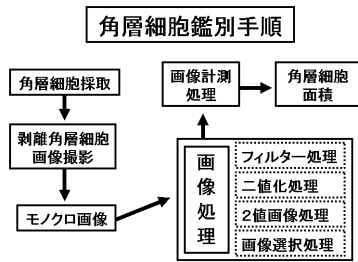 角層細胞鑑別手順
角層細胞採取
剥離角層細胞
画像撮影
モノクロ画像
画像処理
フィルター処理
二値化処理
2値画像処理
画像選択処理
画像計測
処理
角層細胞
面積